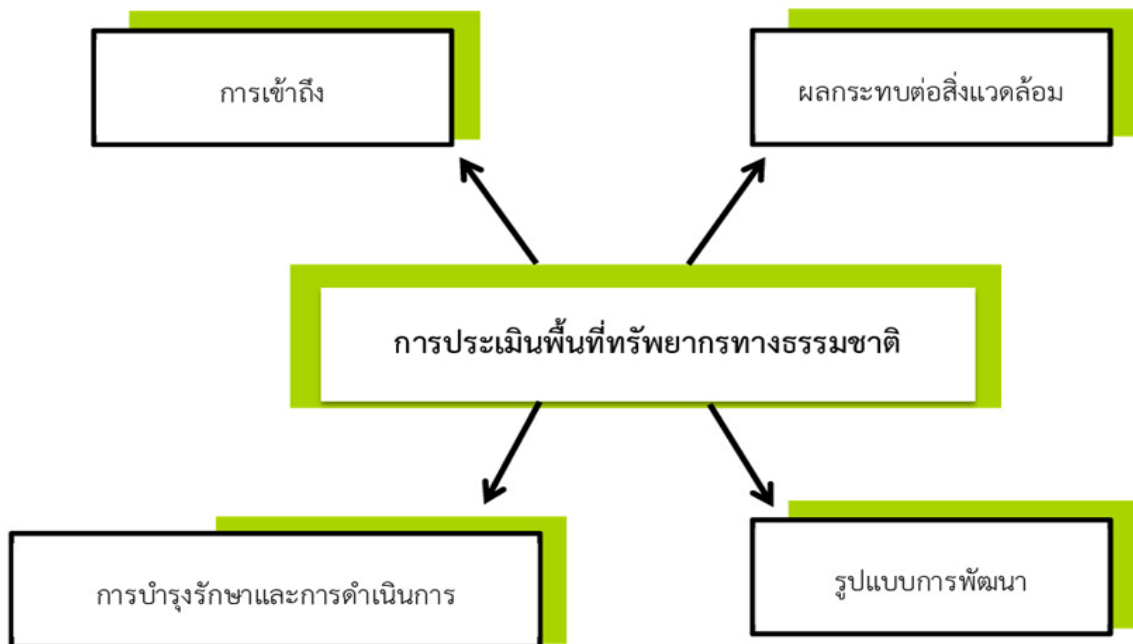 การเข้าถึง
ผลกระทบต่อสิ่งแวดล้อม
การประเมินพื้นที่ทรัพยากรทางธรรมชาติ
การบำรุงรักษาและการดำเนินการ
รูปแบบการพัฒนา